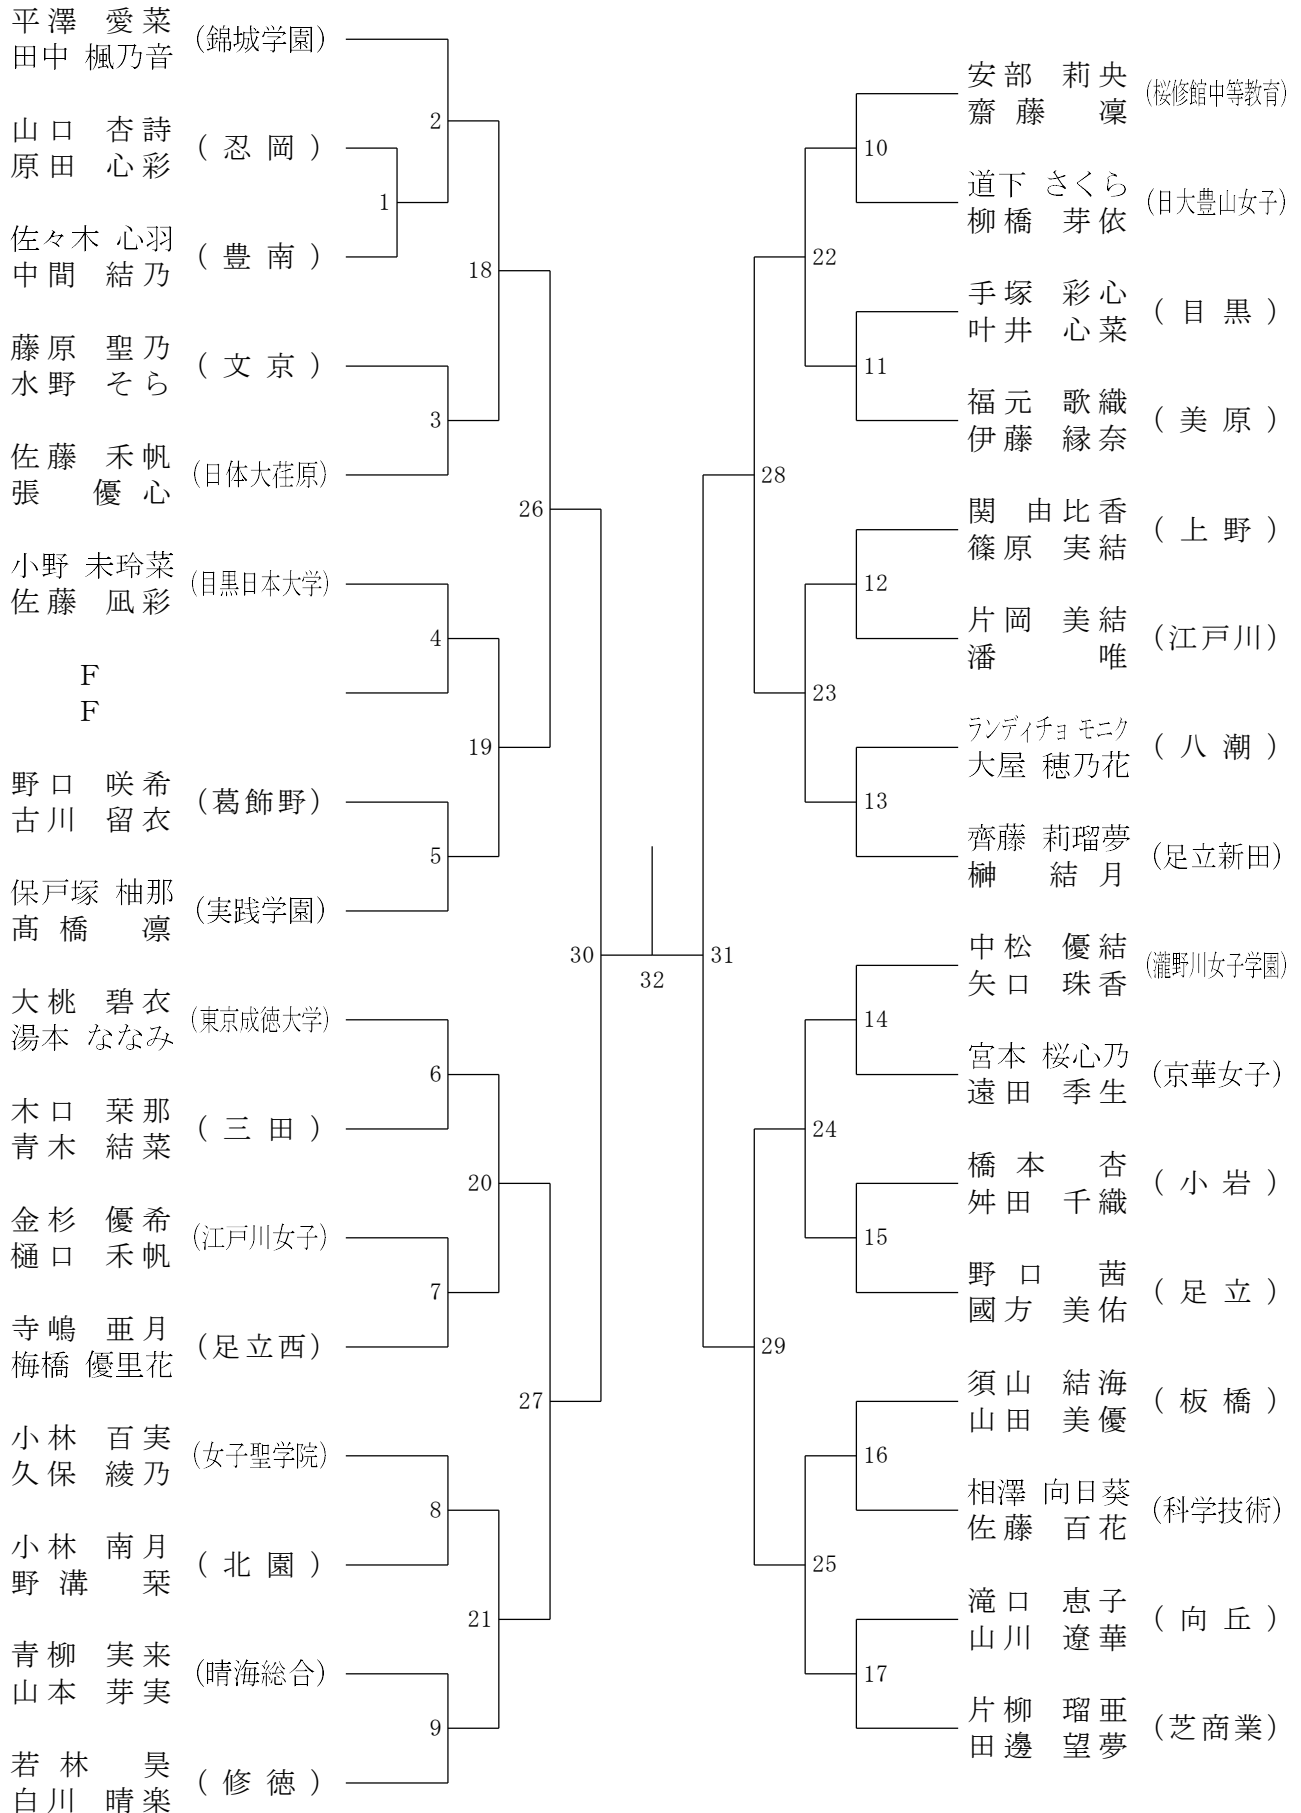 平澤 愛菜
田中 楓乃音
(錦城学園)
山口 杏詩
原田 心彩
(忍岡)
佐々木 心羽
中間 結乃
(豊南)
藤原 聖乃
水野 そら
(文京)
佐藤 禾帆
張 優心
(日体大荏原)
小野 未玲菜
佐藤 凪彩
(目黒日本大学)
F
F
野口 咲希
古川 留衣
(葛飾野)
保戸塚 柚那
髙橋 凛
(実践学園)
大桃 碧衣
湯本 ななみ
(東京成徳大学)
木口 栞那
青木 結菜
(三田)
金杉 優希
樋口 禾帆
(江戸川女子)
寺嶋 亜月
梅橋 優里花
(足立西)
小林 百実
久保 綾乃
(女子聖学院)
小林 南月
野溝 栞
(北園)
青柳 実来
山本 芽実
(晴海総合)
若林 昊
白川 晴楽
(修徳)
1
2
3
4
5
6
7
8
9
18
19
20
21
26
27
30
32
31
28
29
22
23
24
25
10
11
12
13
14
15
16
17
安部 莉央
齋藤 凜
(桜修館中等教育)
道下 さくら
柳橋 芽依
(日大豊山女子)
手塚 彩心
叶井 心菜
(目黒)
福元 歌織
伊藤 縁奈
(美原)
関 由比香
篠原 実結
(上野)
片岡 美結
潘 唯
(江戸川)
ランディチョ モニク
大屋 穂乃花
(八潮)
齊藤 莉瑠夢
榊 結月
(足立新田)
中松 優結
矢口 珠香
(瀧野川女子学園)
宮本 桜心乃
遠田 季生
(京華女子)
橋本 杏
舛田 千織
(小岩)
野口 茜
國方 美佑
(足立)
須山 結海
山田 美優
(板橋)
相澤 向日葵
佐藤 百花
(科学技術)
滝口 恵子
山川 遼華
(向丘)
片柳 瑠亜
田邊 望夢
(芝商業)